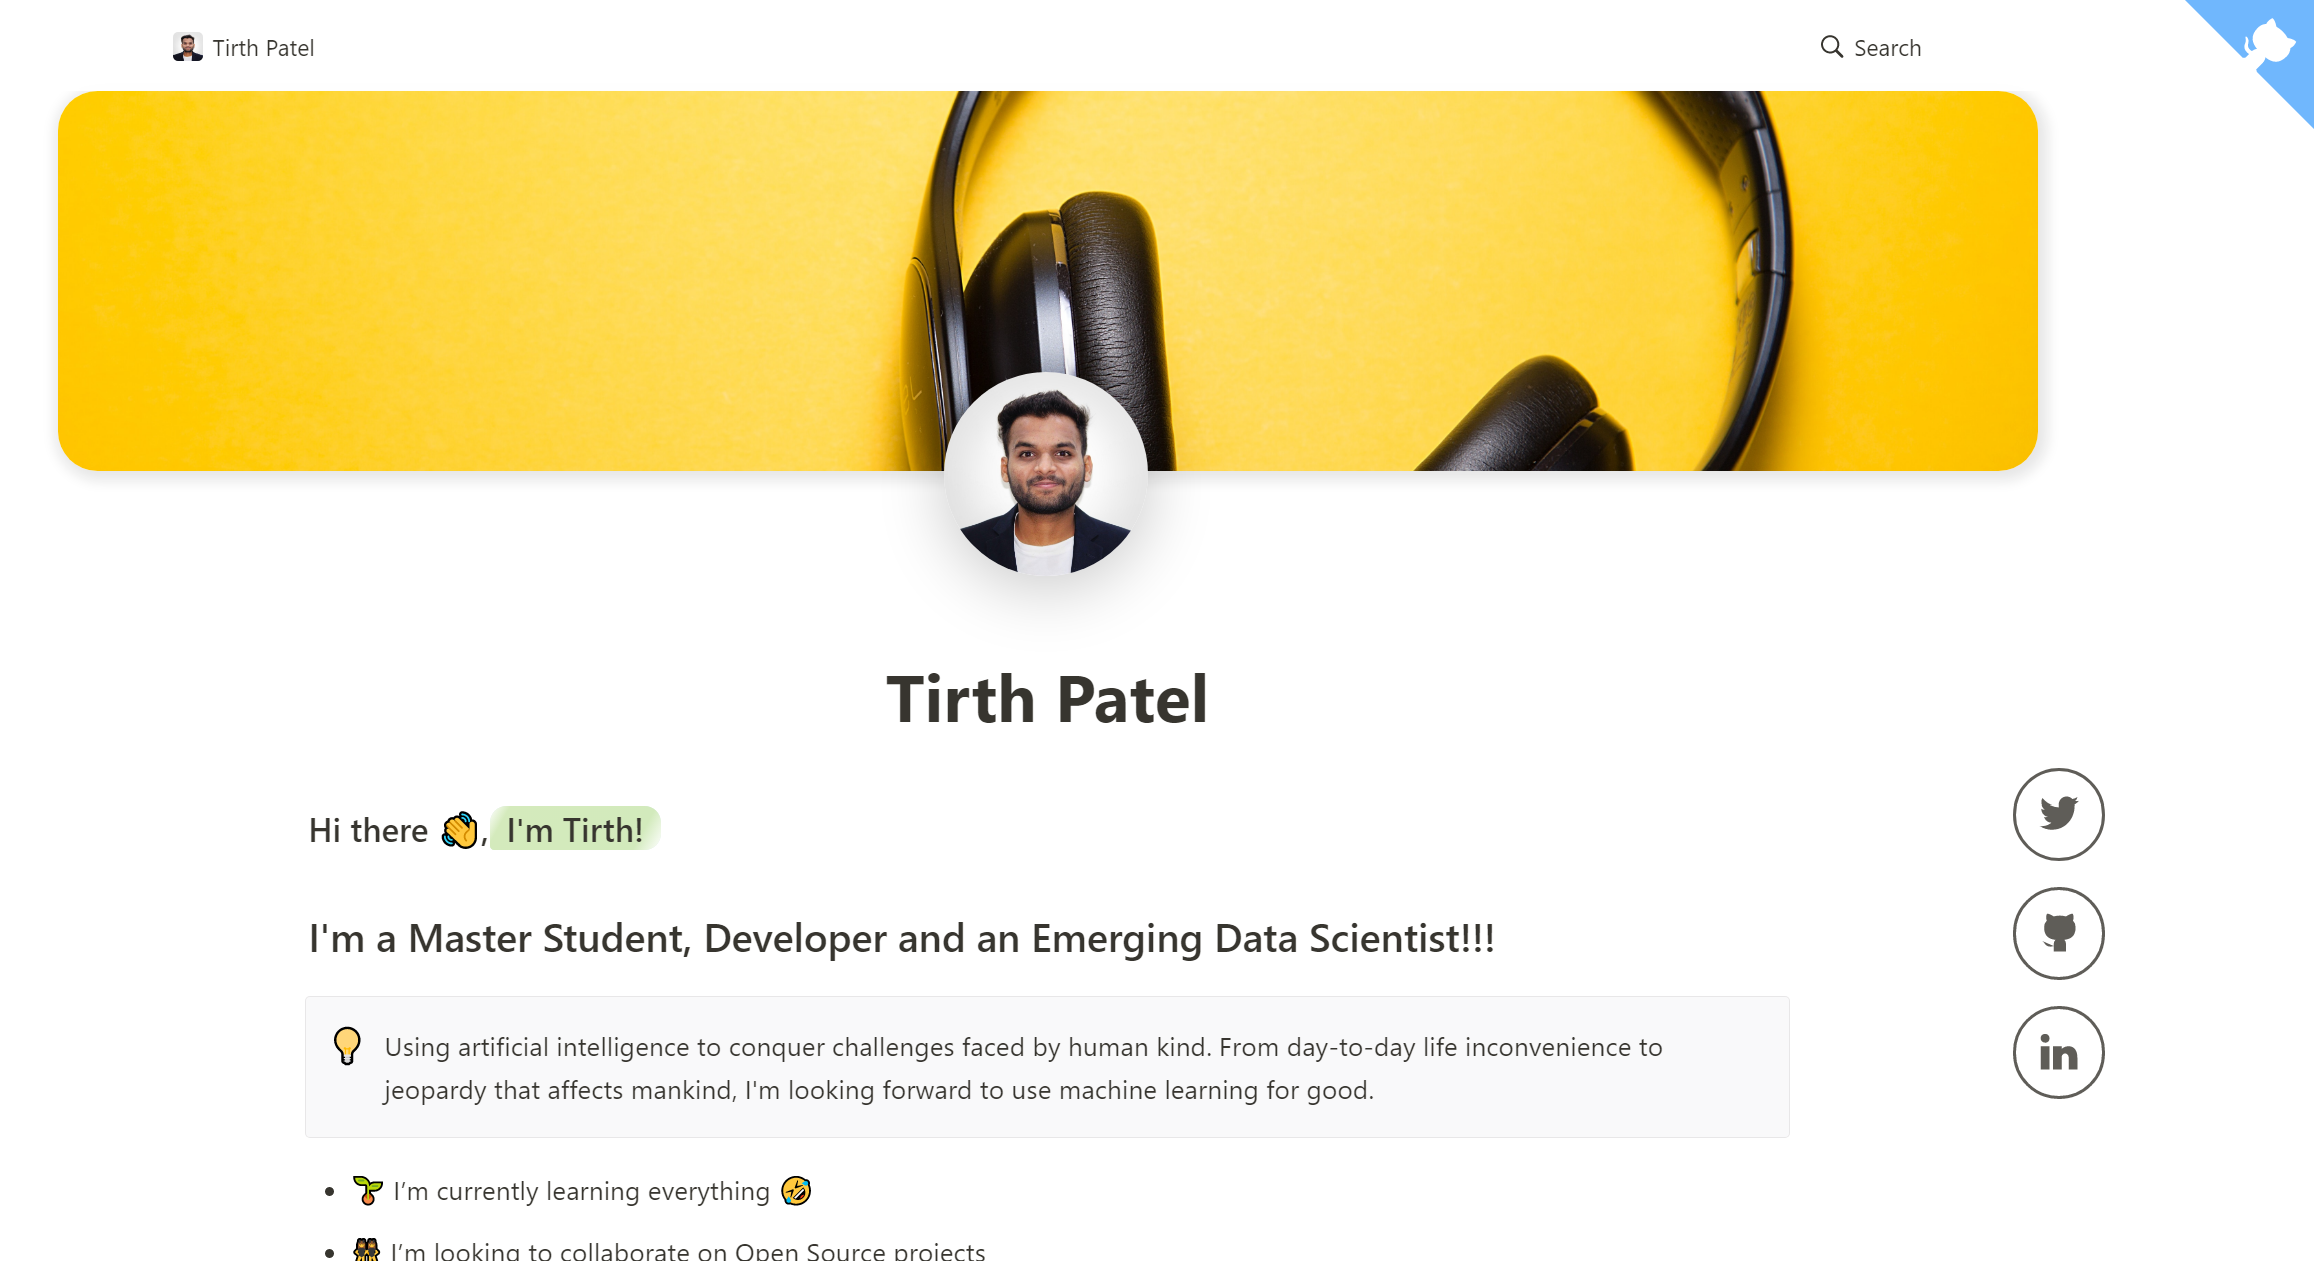 Tirth Patel
Search
Tirth Patel
Hi there 👋, I'm Tirth!
I'm a Master Student, Developer and an Emerging Data Scientist!!!
Using artificial intelligence to conquer challenges faced by human kind. From day-to-day life inconvenience to
jeopardy that affects mankind, I'm looking forward to use machine learning for good.
• 🌱 I’m currently learning everything 🤣
• 👯 I’m looking to collaborate on Open Source projects